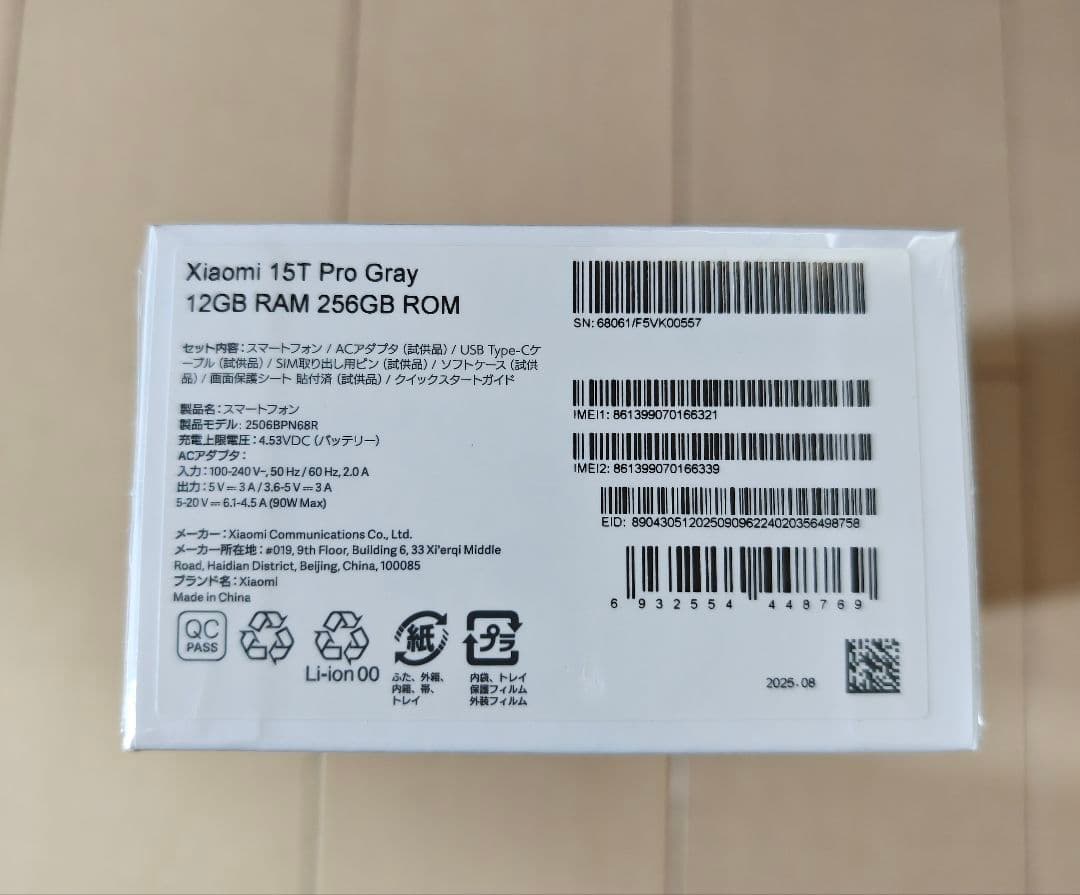 Xiaomi 15T Pro Gray
12GB RAM 256GB ROM
セット内容：スマートフォン / ACアダプタ（試供品）/ USB Type-Cケ
ーブル（試供品）/ SIM取り出し用ピン（試供品）/ ソフトケース（試供
品）/ 画面保護シート 貼付済（試供品）/ クイックスタートガイド
製品名：スマートフォン
製品モデル: 2506BPN68R
充電上限電圧：4.53VDC（バッテリー）
ACアダプタ：
入力：100-240 V~, 50 Hz / 60 Hz, 2.0 A
出力：5 V⎓3 A / 3.6-5 V⎓3 A
5-20 V⎓6.1-4.5 A (90W Max)
メーカー：Xiaomi Communications Co., Ltd.
メーカー所在地：#019, 9th Floor, Building 6, 33 Xi'erqi Middle
Road, Haidian District, Beijing, China, 100085
ブランド名：Xiaomi
Made in China
QC
PASS
Li-ion 00
紙
ふた、外箱、
内箱、帯、
トレイ
プラ
内袋、トレイ
保護フィルム
外装フィルム
SN: 68061/F5VK00557
IMEI1: 861399070166321
IMEI2: 861399070166339
EID: 89043051202509096224020356498758
6 932554 448769
2025.08